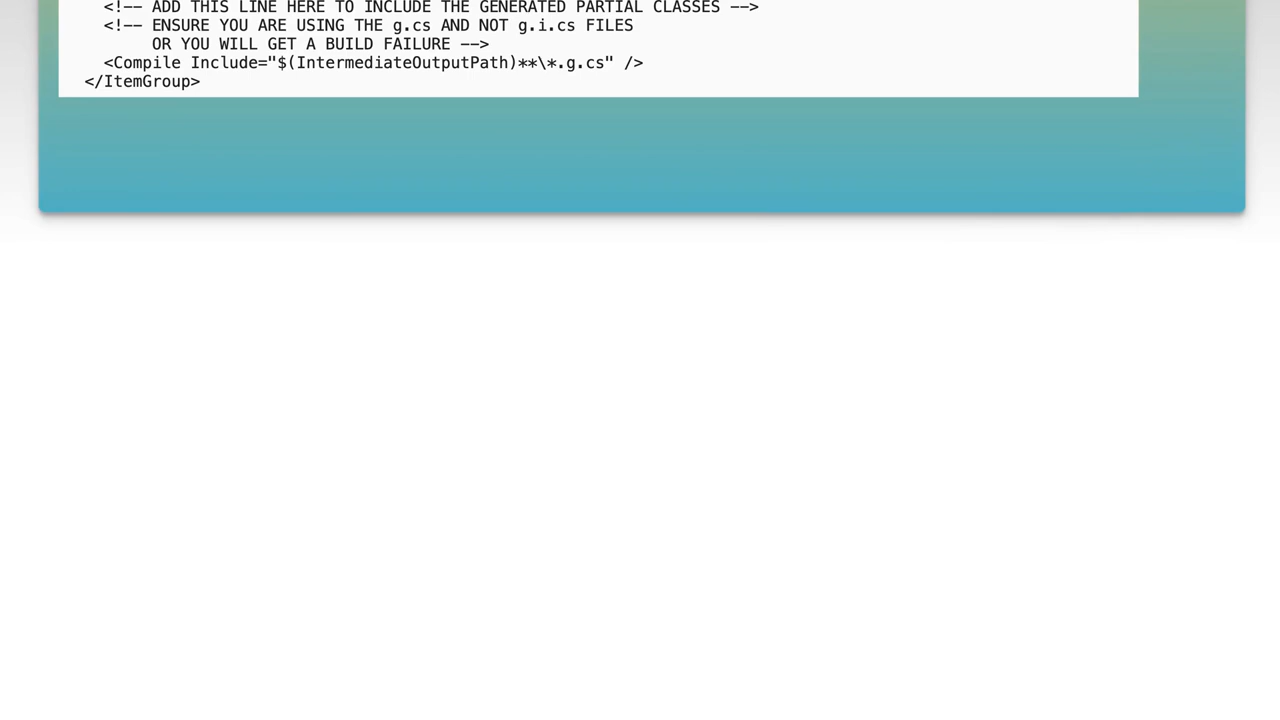 <!-- ADD THIS LINE HERE TO INCLUDE THE GENERATED PARTIAL CLASSES -->
<!-- ENSURE YOU ARE USING THE g.cs AND NOT g.i.cs FILES
OR YOU WILL GET A BUILD FAILURE -->
<Compile Include="$(IntermediateOutputPath)**\*.g.cs" />
</ItemGroup>